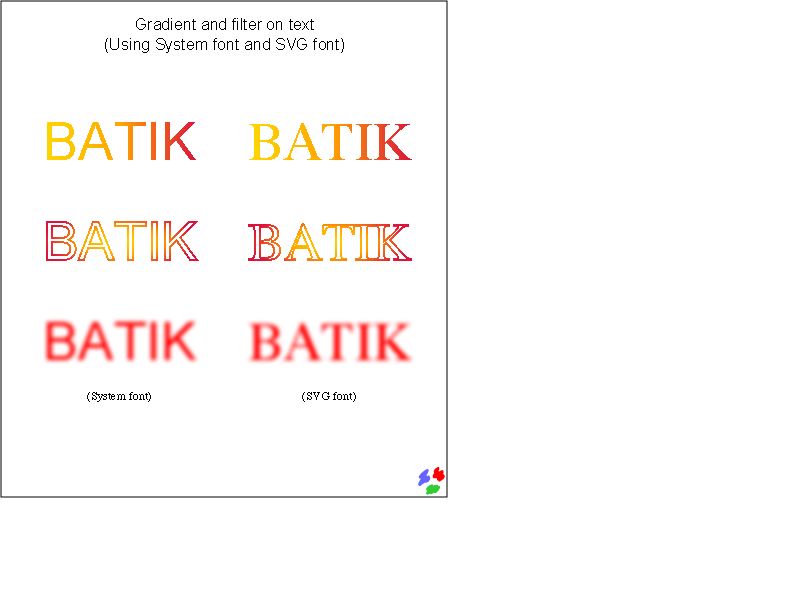 Gradient and filter on text
(Using System font and SVG font)
BATIK BATIK
BATIK BATIK
BATIK BATIK
(System font) (SVG font)